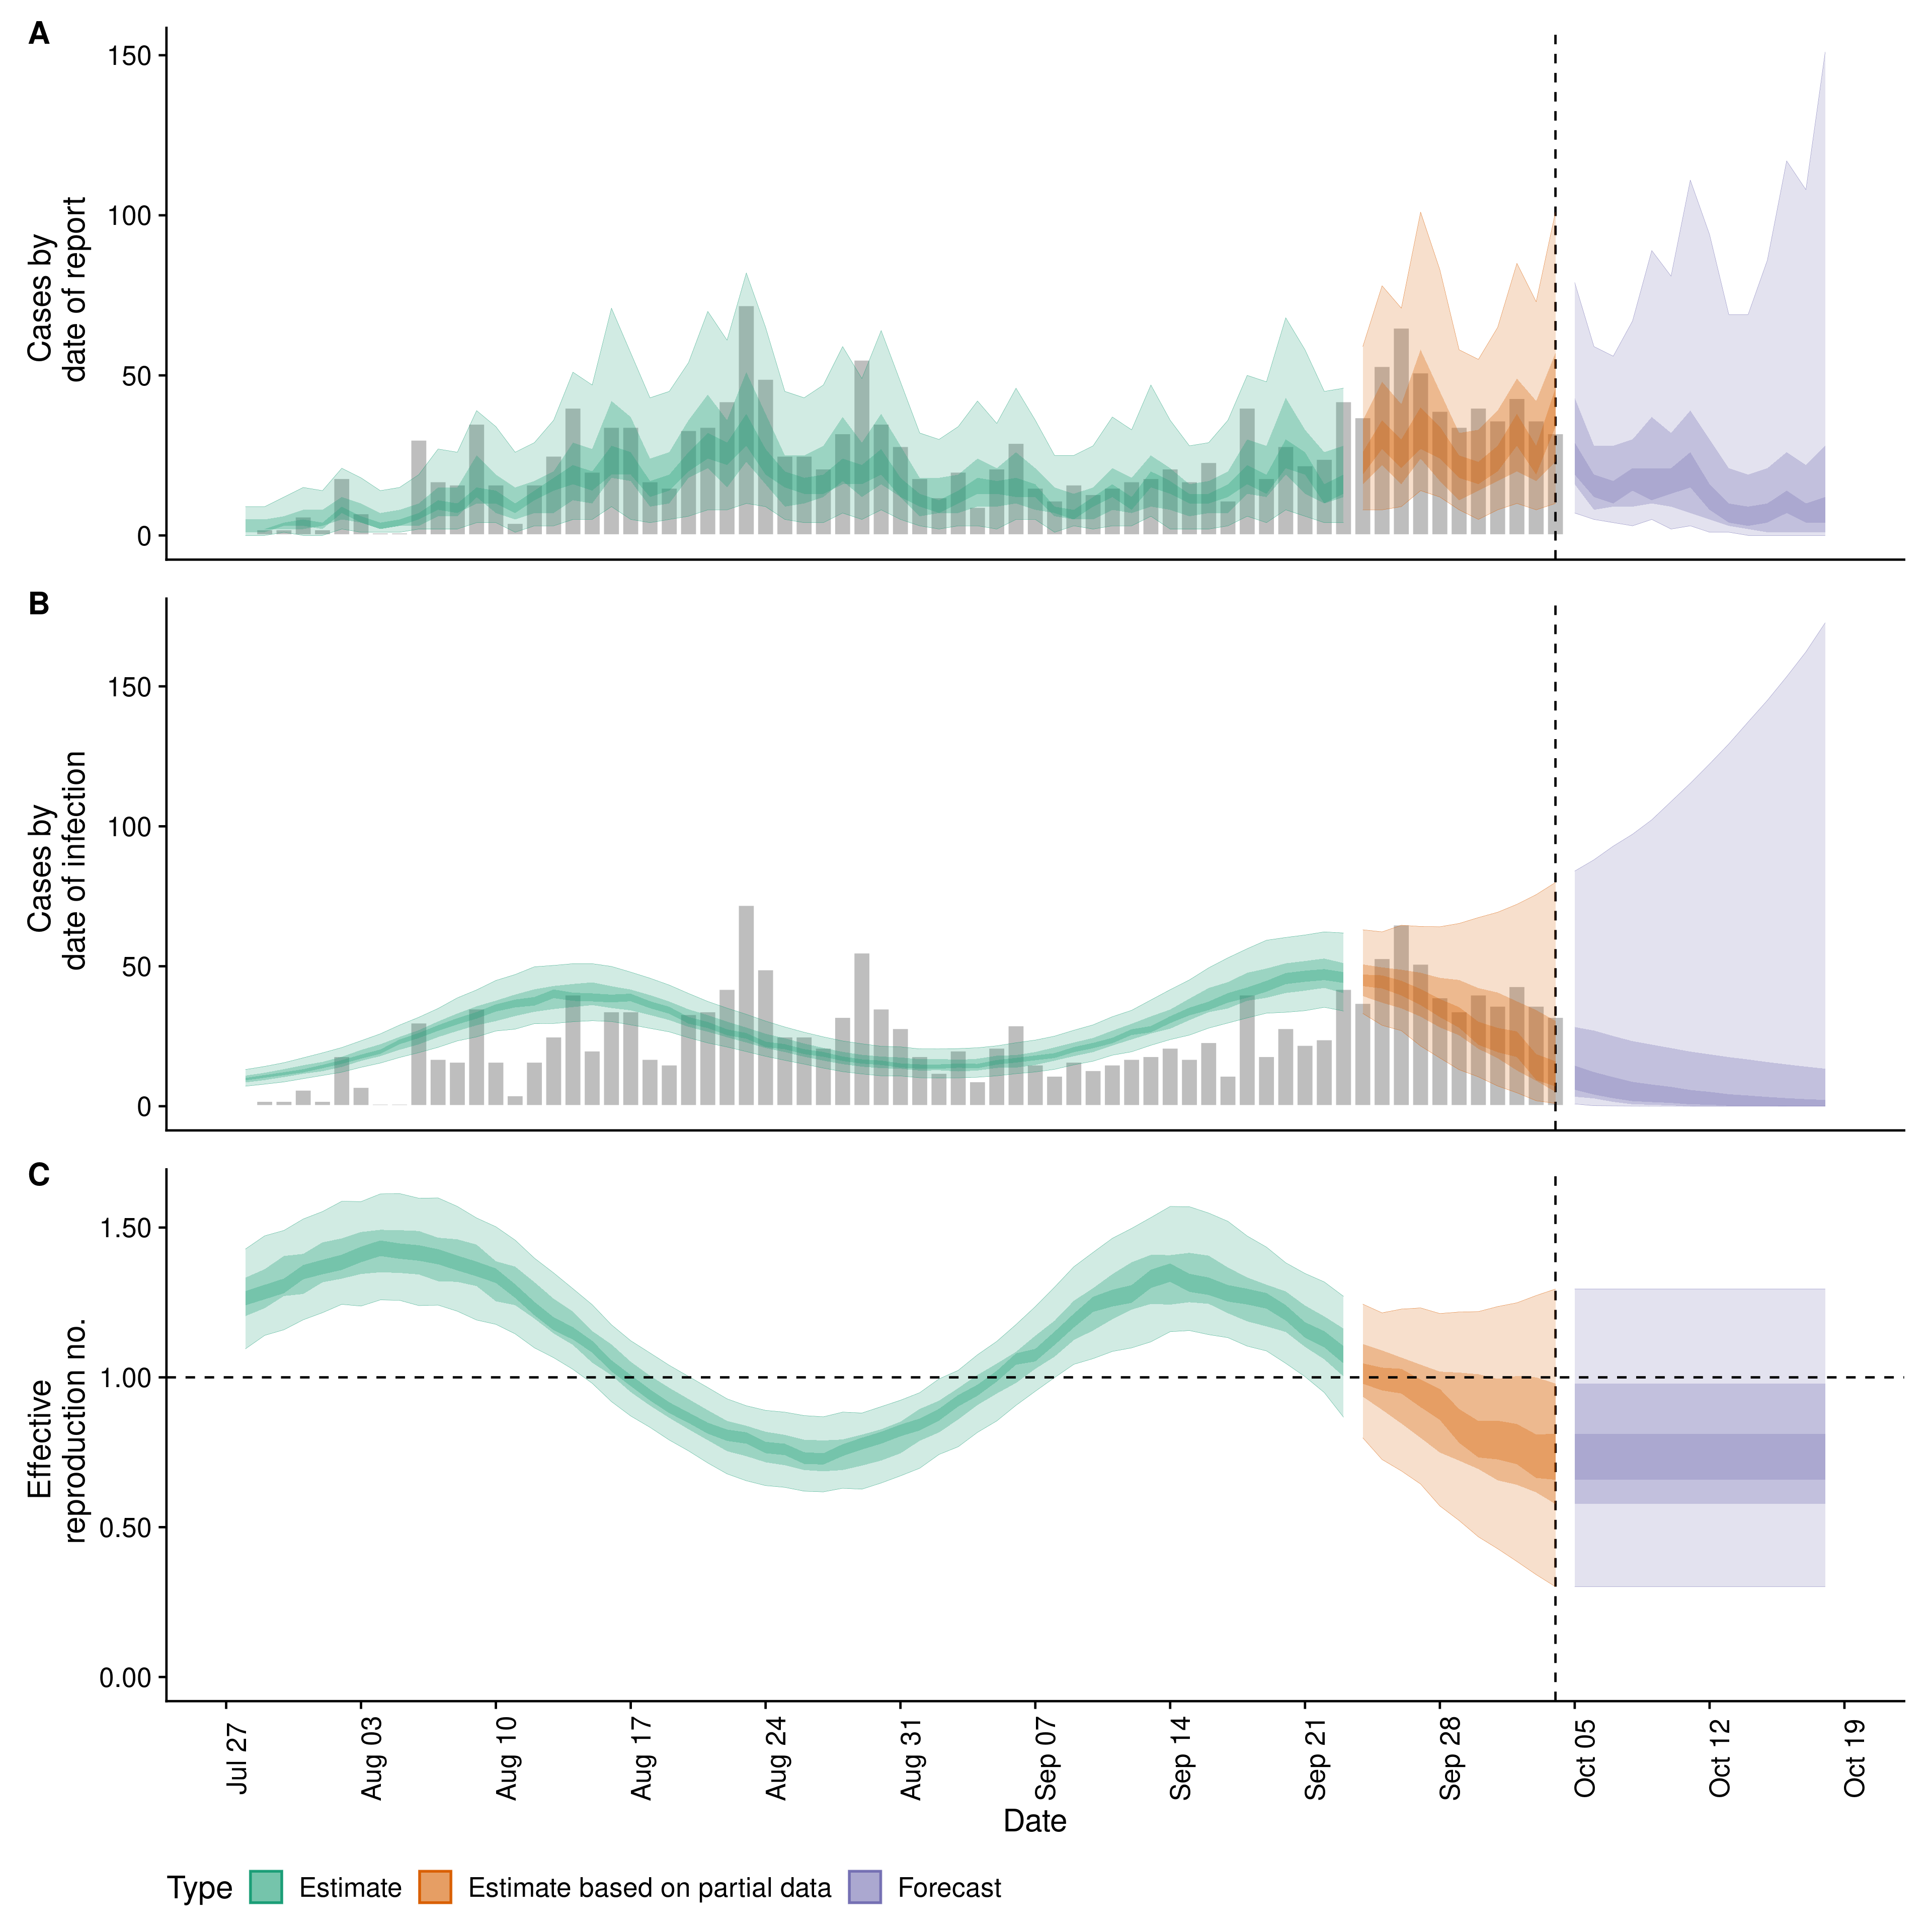 A
Cases by
date of report
150
100
50
0
B
Cases by
date of infection
150
100
50
0
C
Effective
reproduction no.
1.50
1.00
0.50
0.00
Jul 27
Aug 03
Aug 10
Aug 17
Aug 24
Aug 31
Sep 07
Sep 14
Sep 21
Sep 28
Oct 05
Oct 12
Oct 19
Date
Type Estimate Estimate based on partial data Forecast